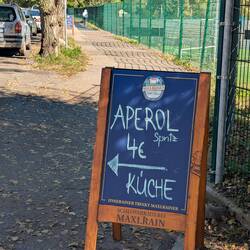 APEROL
Spritz
4€
KÜCHE
MAXLRAIN